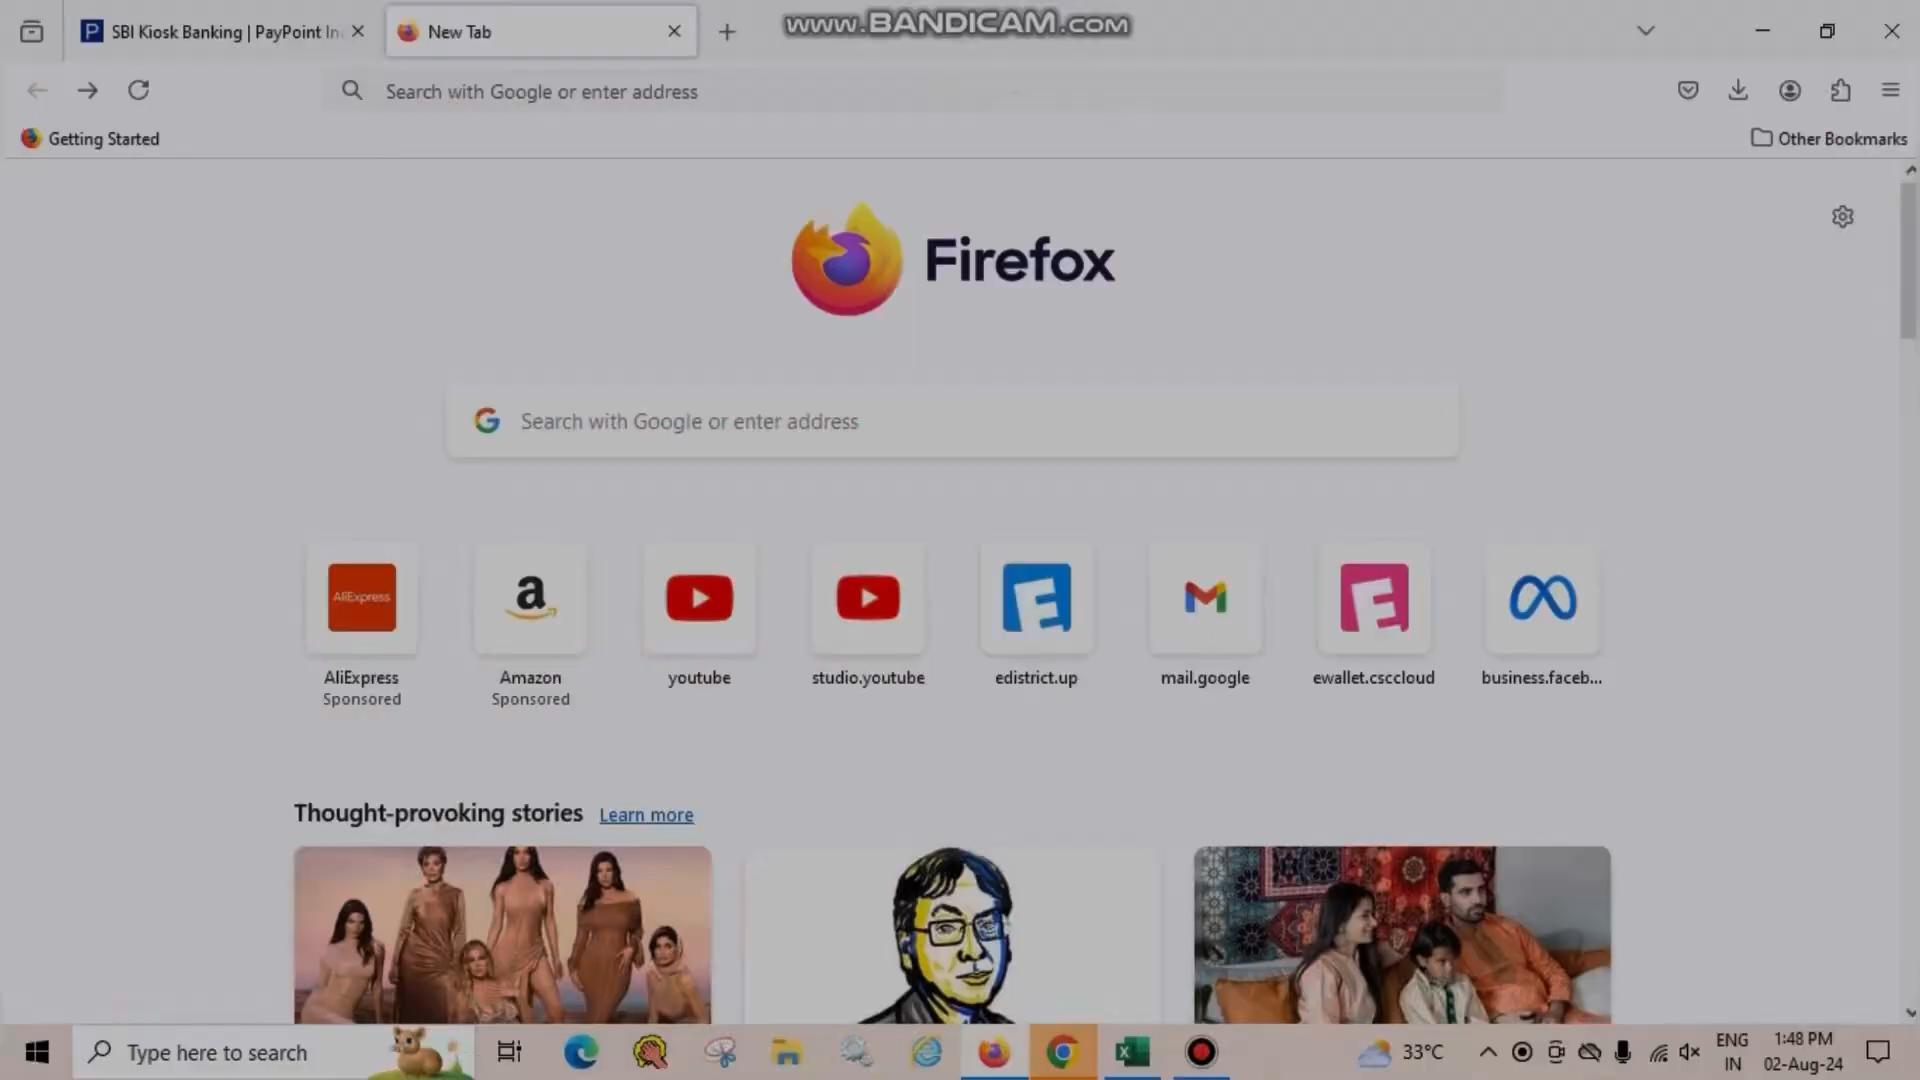 SBI Kiosk Banking | PayPoint In
New Tab
www.BANDICAM.com
Search with Google or enter address
Getting Started
Other Bookmarks
Firefox
Search with Google or enter address
AliExpress
a
AliExpress
Sponsored
Amazon
Sponsored
youtube
studio.youtube
edistrict.up
mail.google
ewallet.csccloud
business.faceb...
Thought-provoking stories
Learn more
Type here to search
33°C
ENG
IN
1:48 PM
02-Aug-24